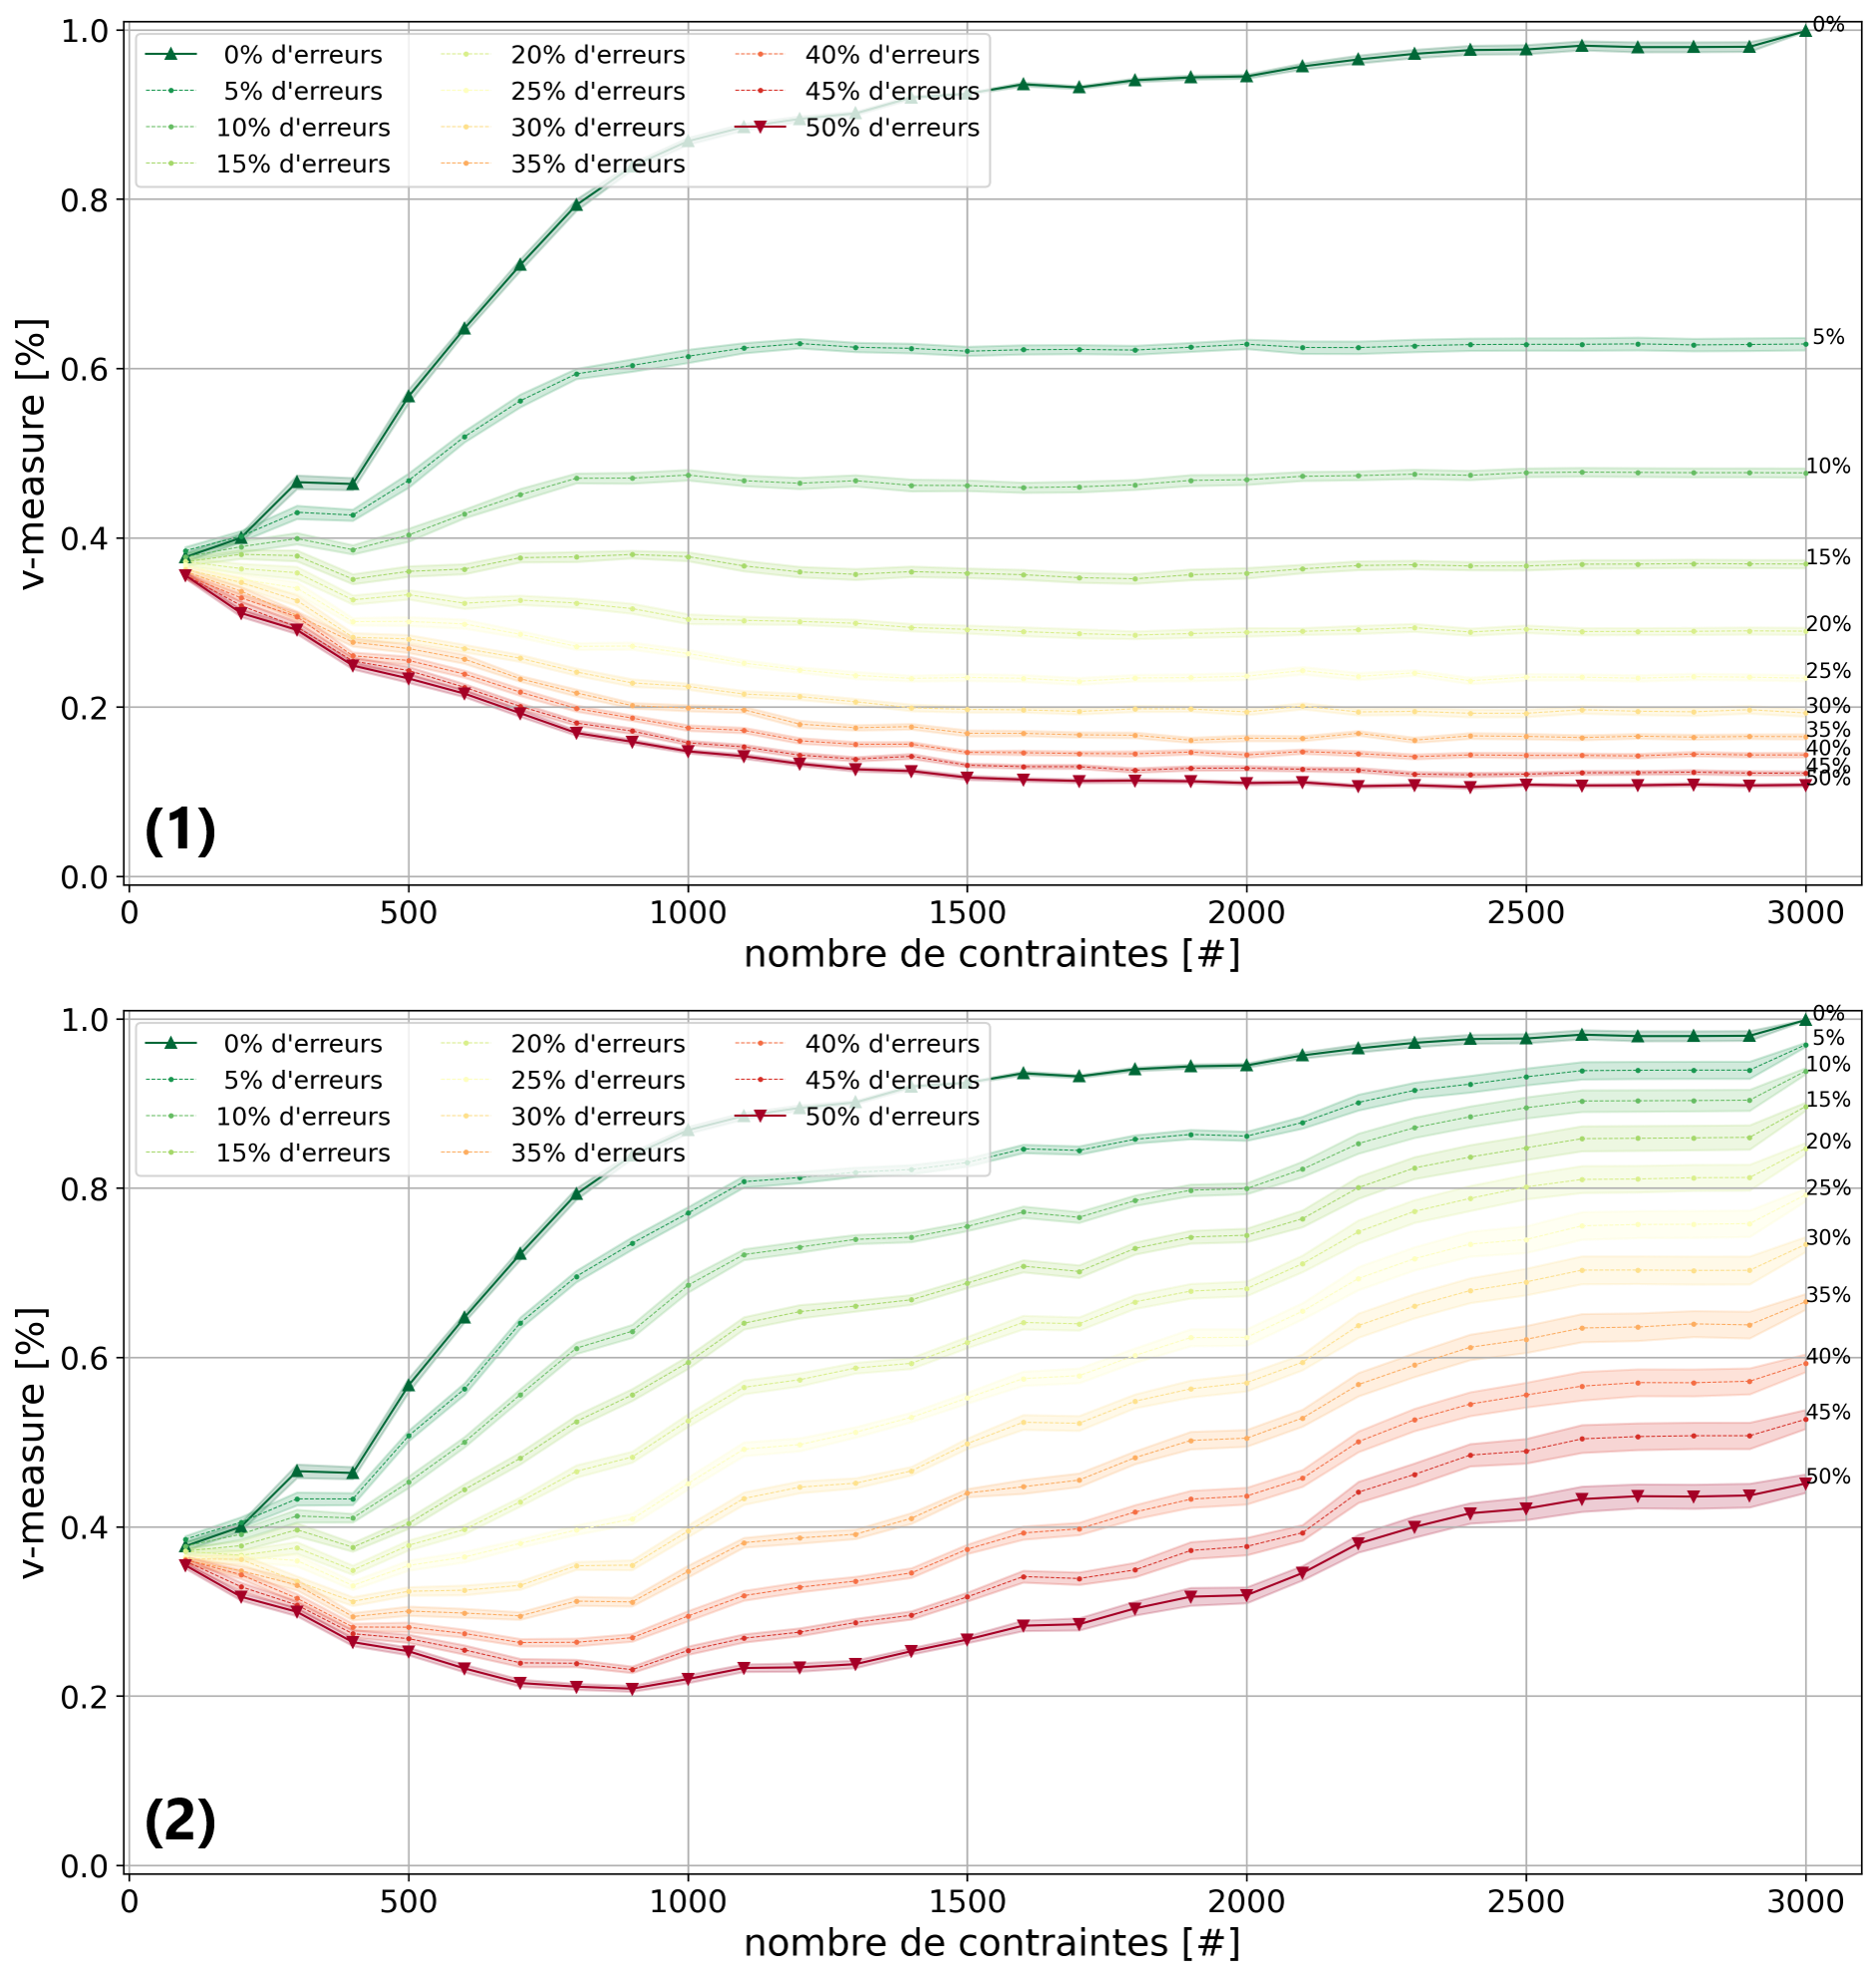 1.0
0.8
0.6
0.4
0.2
0.0
v-measure [%]
0% d'erreurs
5% d'erreurs
10% d'erreurs
15% d'erreurs
20% d'erreurs
25% d'erreurs
30% d'erreurs
35% d'erreurs
40% d'erreurs
45% d'erreurs
50% d'erreurs
0%
5%
10%
15%
20%
25%
30%
35%
40%
45%
50%
(1)
0 500 1000 1500 2000 2500 3000
nombre de contraintes [#]
1.0
0.8
0.6
0.4
0.2
0.0
v-measure [%]
0% d'erreurs
5% d'erreurs
10% d'erreurs
15% d'erreurs
20% d'erreurs
25% d'erreurs
30% d'erreurs
35% d'erreurs
40% d'erreurs
45% d'erreurs
50% d'erreurs
0%
5%
10%
15%
20%
25%
30%
35%
40%
45%
50%
(2)
0 500 1000 1500 2000 2500 3000
nombre de contraintes [#]